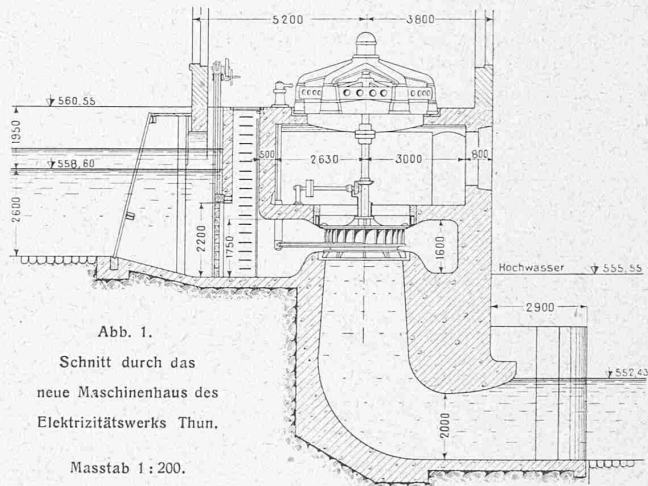 5200
3800
560,55
1950
558,60
2600
500
2630
3000
800
2200
1750
1600
Hochwasser
555,55
2900
552,43
2000
Abb. 1.
Schnitt durch das
neue Maschinenhaus des
Elektrizitätswerks Thun.
Masstab 1 : 200.